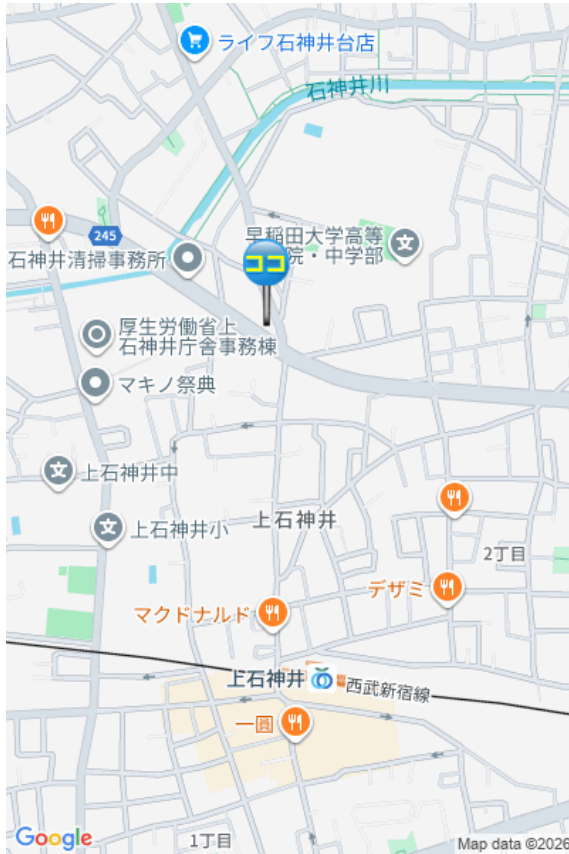 ライフ石神井台店
石神井川
245
早稲田大学高等
院・中学部
石神井清掃事務所
ココ
厚生労働省上
石神井庁舎事務棟
マキノ祭典
上石神井中
上石神井小
上石神井
2丁目
デザミ
マクドナルド
上石神井
西武新宿線
一圓
1丁目
Google
Map data ©2026